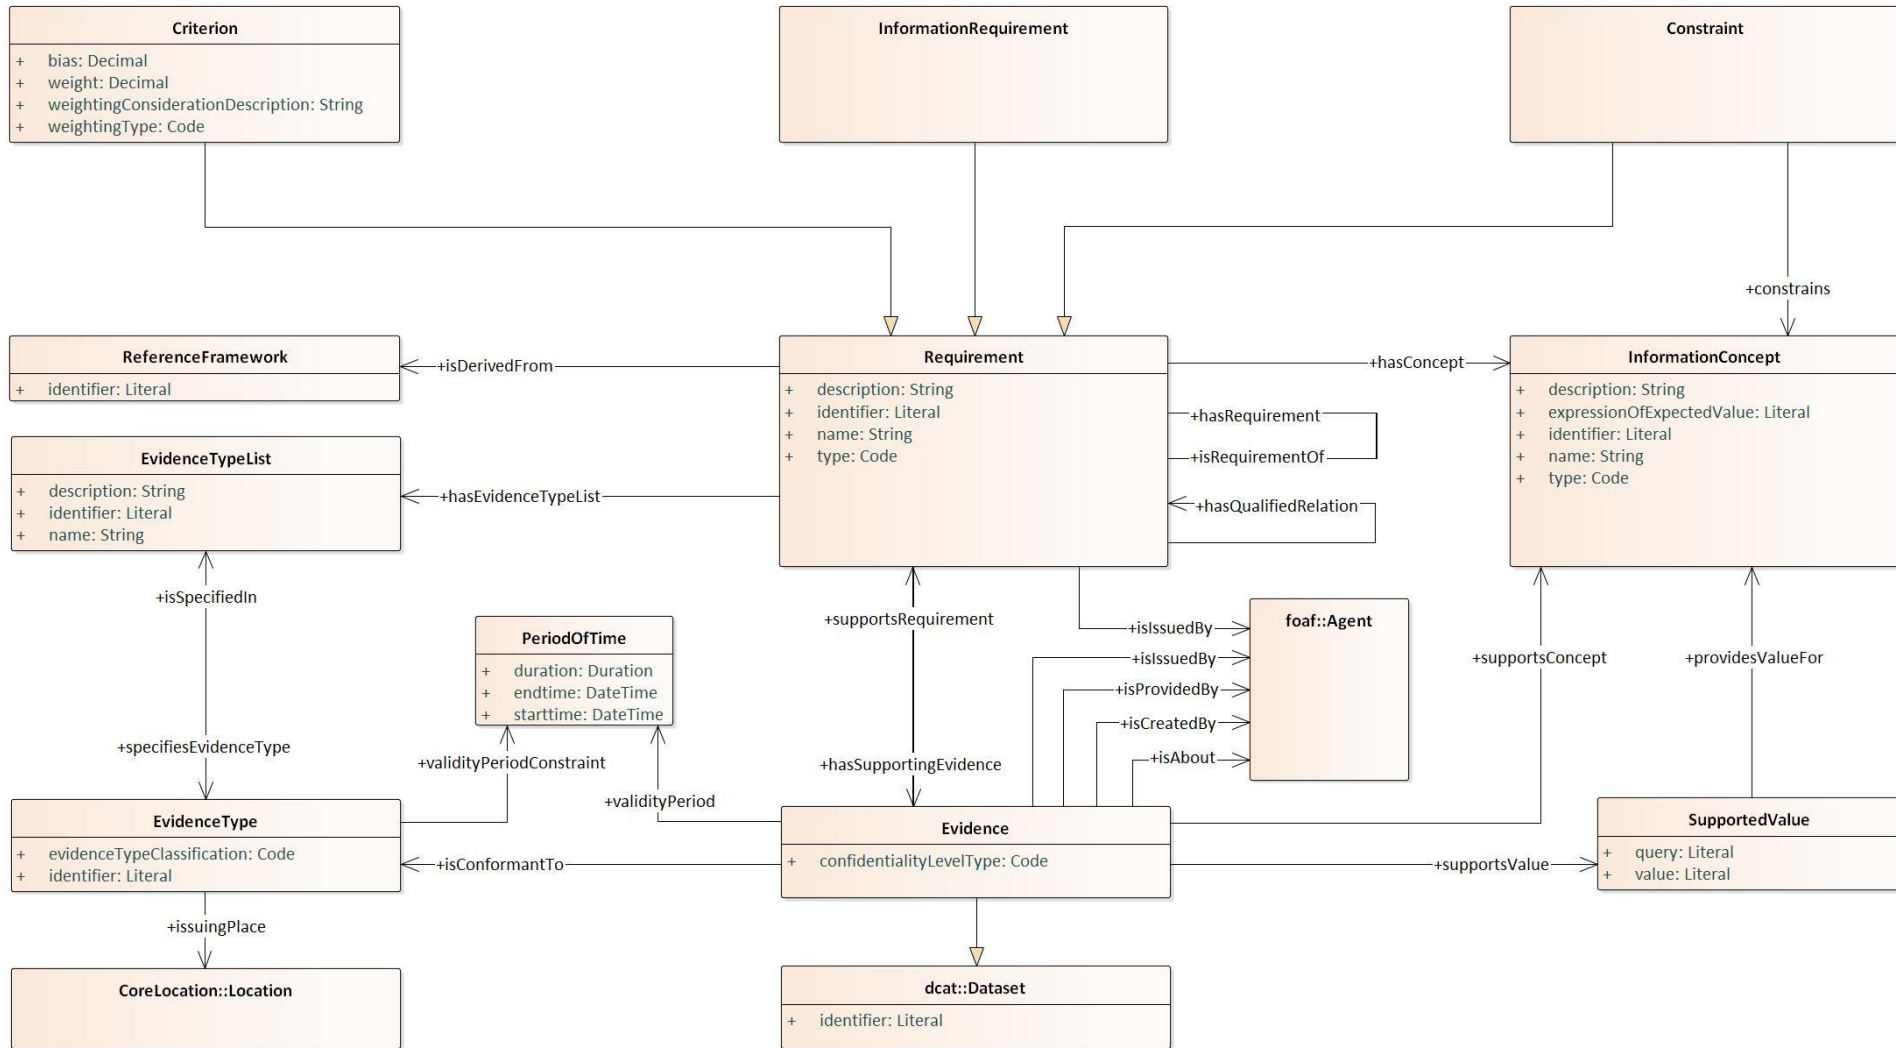 Criterion
+ bias: Decimal
+ weight: Decimal
+ weightingConsiderationDescription: String
+ weightingType: Code
InformationRequirement
Constraint
+constrains
ReferenceFramework
+ identifier: Literal
+isDerivedFrom
Requirement
+ description: String
+ identifier: Literal
+ name: String
+ type: Code
+hasConcept
+hasRequirement
+isRequirementOf
+hasQualifiedRelation
InformationConcept
+ description: String
+ expressionOfExpectedValue: Literal
+ identifier: Literal
+ name: String
+ type: Code
EvidenceTypeList
+ description: String
+ identifier: Literal
+ name: String
+hasEvidenceTypeList
+isSpecifiedIn
+specifiesEvidenceType
PeriodOfTime
+ duration: Duration
+ endtime: DateTime
+ starttime: DateTime
+validityPeriodConstraint
+validityPeriod
+supportsRequirement
+hasSupportingEvidence
+isIssuedBy
+isIssuedBy
+isProvidedBy
+isCreatedBy
+isAbout
foaf::Agent
+supportsConcept
+providesValueFor
EvidenceType
+ evidenceTypeClassification: Code
+ identifier: Literal
+isConformantTo
Evidence
+ confidentialityLevelType: Code
+supportsValue
SupportedValue
+ query: Literal
+ value: Literal
+issuingPlace
CoreLocation::Location
dcat::Dataset
+ identifier: Literal